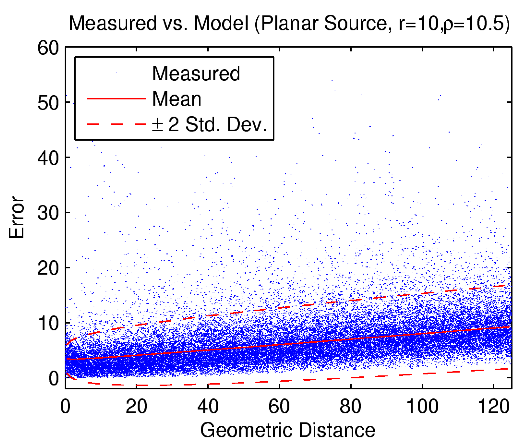 Measured vs. Model (Planar Source, r=10,ρ=10.5)
60
50
40
30
20
10
0
Error
Measured
Mean
± 2 Std. Dev.
0 20 40 60 80 100 120
Geometric Distance